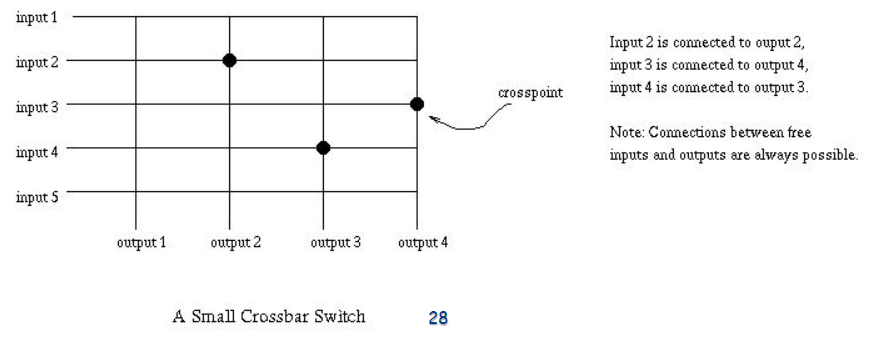 input 1
input 2
input 3
input 4
input 5
output 1 output 2 output 3 output 4
crosspoint
Input 2 is connected to ouput 2,
input 3 is connected to output 4,
input 4 is connected to output 3.
Note: Connections between free
inputs and outputs are always possible.
A Small Crossbar Switch 28